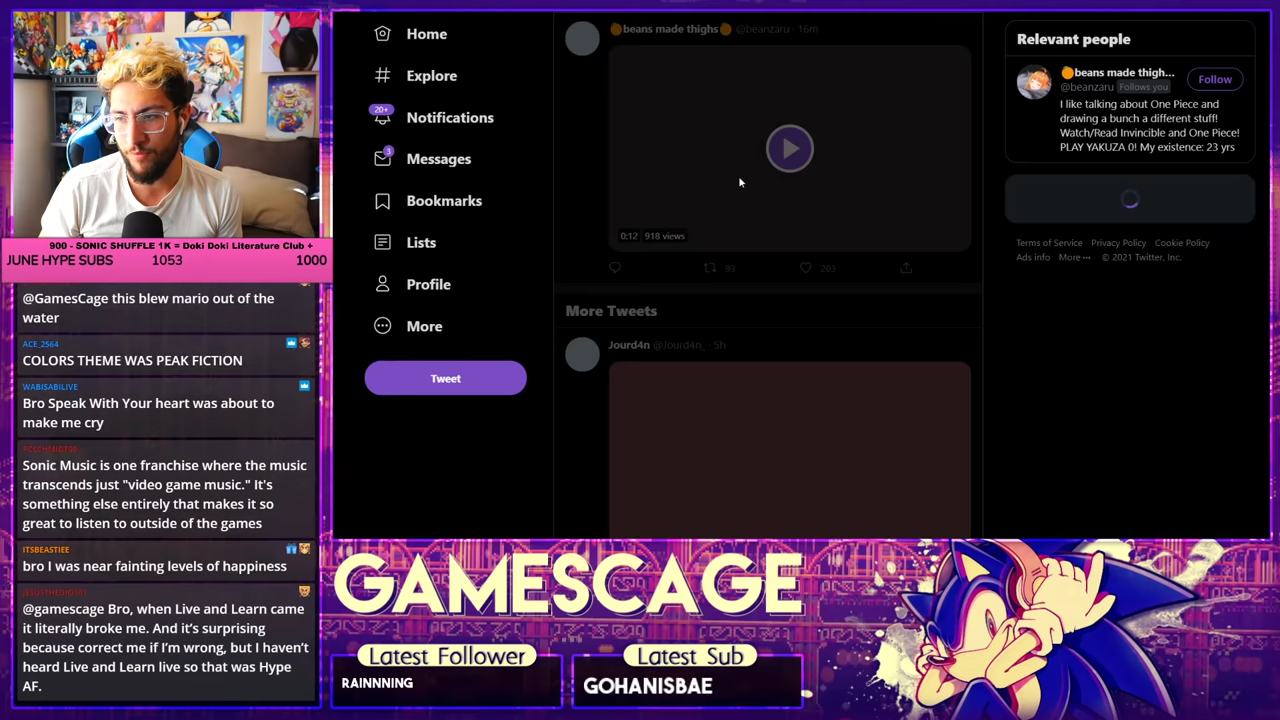 900 - SONIC SHUFFLE 1K = Doki Doki Literature Club +
JUNE HYPE SUBS 1053 1000
@GamesCage this blew mario out of the
water
ACE_2564
COLORS THEME WAS PEAK FICTION
WABISABILIVE
Bro Speak With Your heart was about to
make me cry
Sonic Music is one franchise where the music
transcends just "video game music." It's
something else entirely that makes it so
great to listen to outside of the games
ITSBEASTIEE
bro I was near fainting levels of happiness
@gamescage Bro, when Live and Learn came
it literally broke me. And it's surprising
because correct me if I'm wrong, but I haven't
heard Live and Learn live so that was Hype
AF.
Home
Explore
20+
Notifications
3
Messages
Bookmarks
Lists
Profile
More
Tweet
beans made thighs @beanzaru · 16m
0:12 918 views
93 203
More Tweets
Jourd4n @Jourd4n_ · 5h
Relevant people
beans made thigh...
@beanzaru Follows you
Follow
I like talking about One Piece and
drawing a bunch a different stuff!
Watch/Read Invincible and One Piece!
PLAY YAKUZA 0! My existence: 23 yrs
Terms of Service Privacy Policy Cookie Policy
Ads info More ··· © 2021 Twitter, Inc.
GAMESCAGE
Latest Follower
RAINNNING
Latest Sub
GOHANISBAE